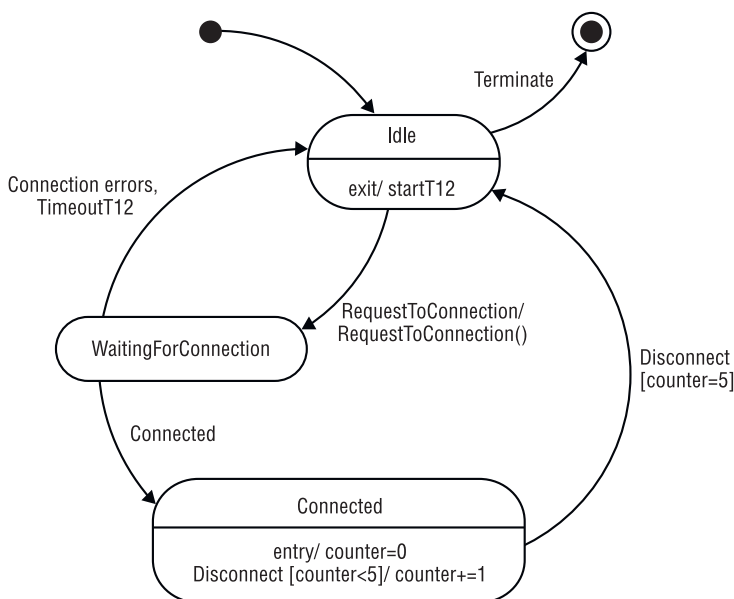 Terminate
Idle
exit/ startT12
Connection errors,
TimeoutT12
RequestToConnection/
RequestToConnection()
WaitingForConnection
Disconnect
[counter=5]
Connected
Connected
entry/ counter=0
Disconnect [counter<5]/ counter+=1